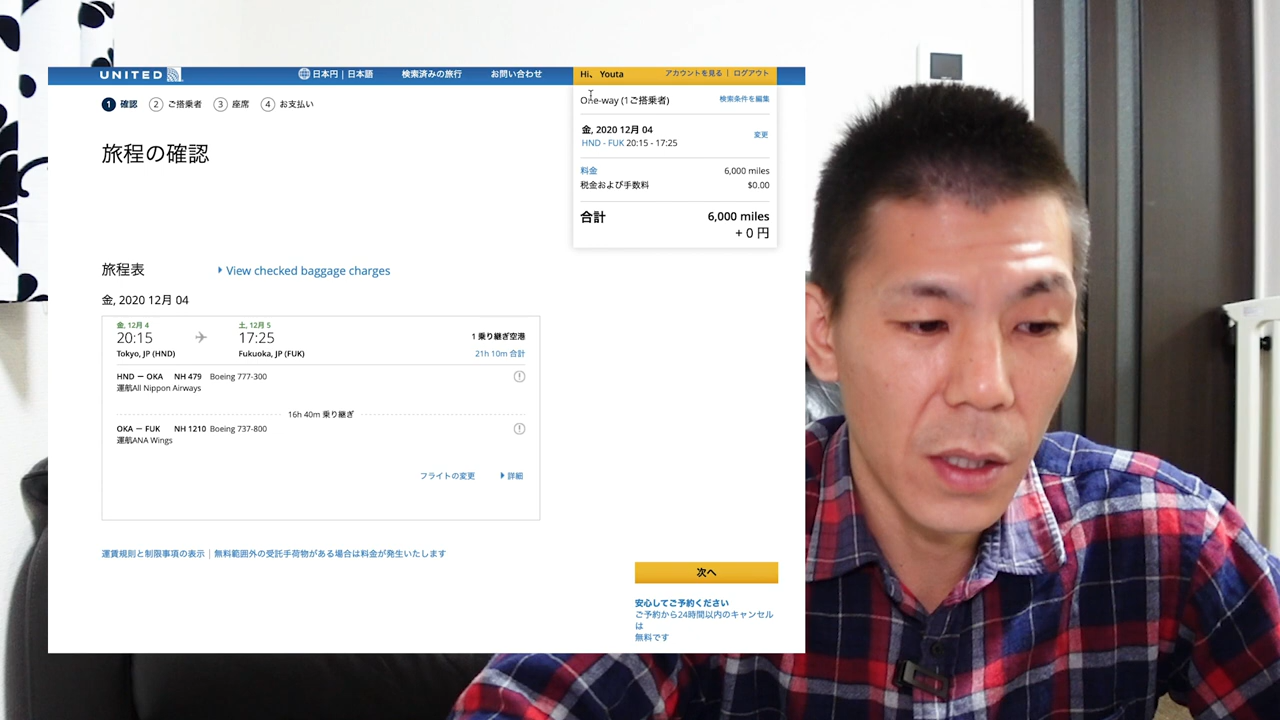 UNITED
日本円 | 日本語 検索済みの旅行 お問い合わせ
Hi、 Youta アカウントを見る | ログアウト
1 確認 2 ご搭乗者 3 座席 4 お支払い
One-way (1ご搭乗者) 検索条件を編集
金, 2020 12月 04 変更
HND - FUK 20:15 - 17:25
料金 6,000 miles
税金および手数料 $0.00
合計 6,000 miles
+ 0 円
旅程の確認
旅程表 View checked baggage charges
金, 2020 12月 04
金, 12月 4 土, 12月 5
20:15 17:25 1 乗り継ぎ空港
Tokyo, JP (HND) Fukuoka, JP (FUK) 21h 10m 合計
HND — OKA NH 479 Boeing 777-300
運航All Nippon Airways
16h 40m 乗り継ぎ
OKA — FUK NH 1210 Boeing 737-800
運航ANA Wings
フライトの変更 詳細
運賃規則と制限事項の表示 | 無料範囲外の受託手荷物がある場合は料金が発生いたします
次へ
安心してご予約ください
ご予約から24時間以内のキャンセル
は
無料です